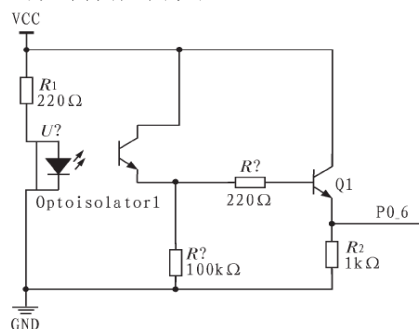 VCC
R1
220Ω
U?
Optoisolator1
R?
220Ω
Q1
P0_6
R?
100kΩ
R2
1kΩ
GND